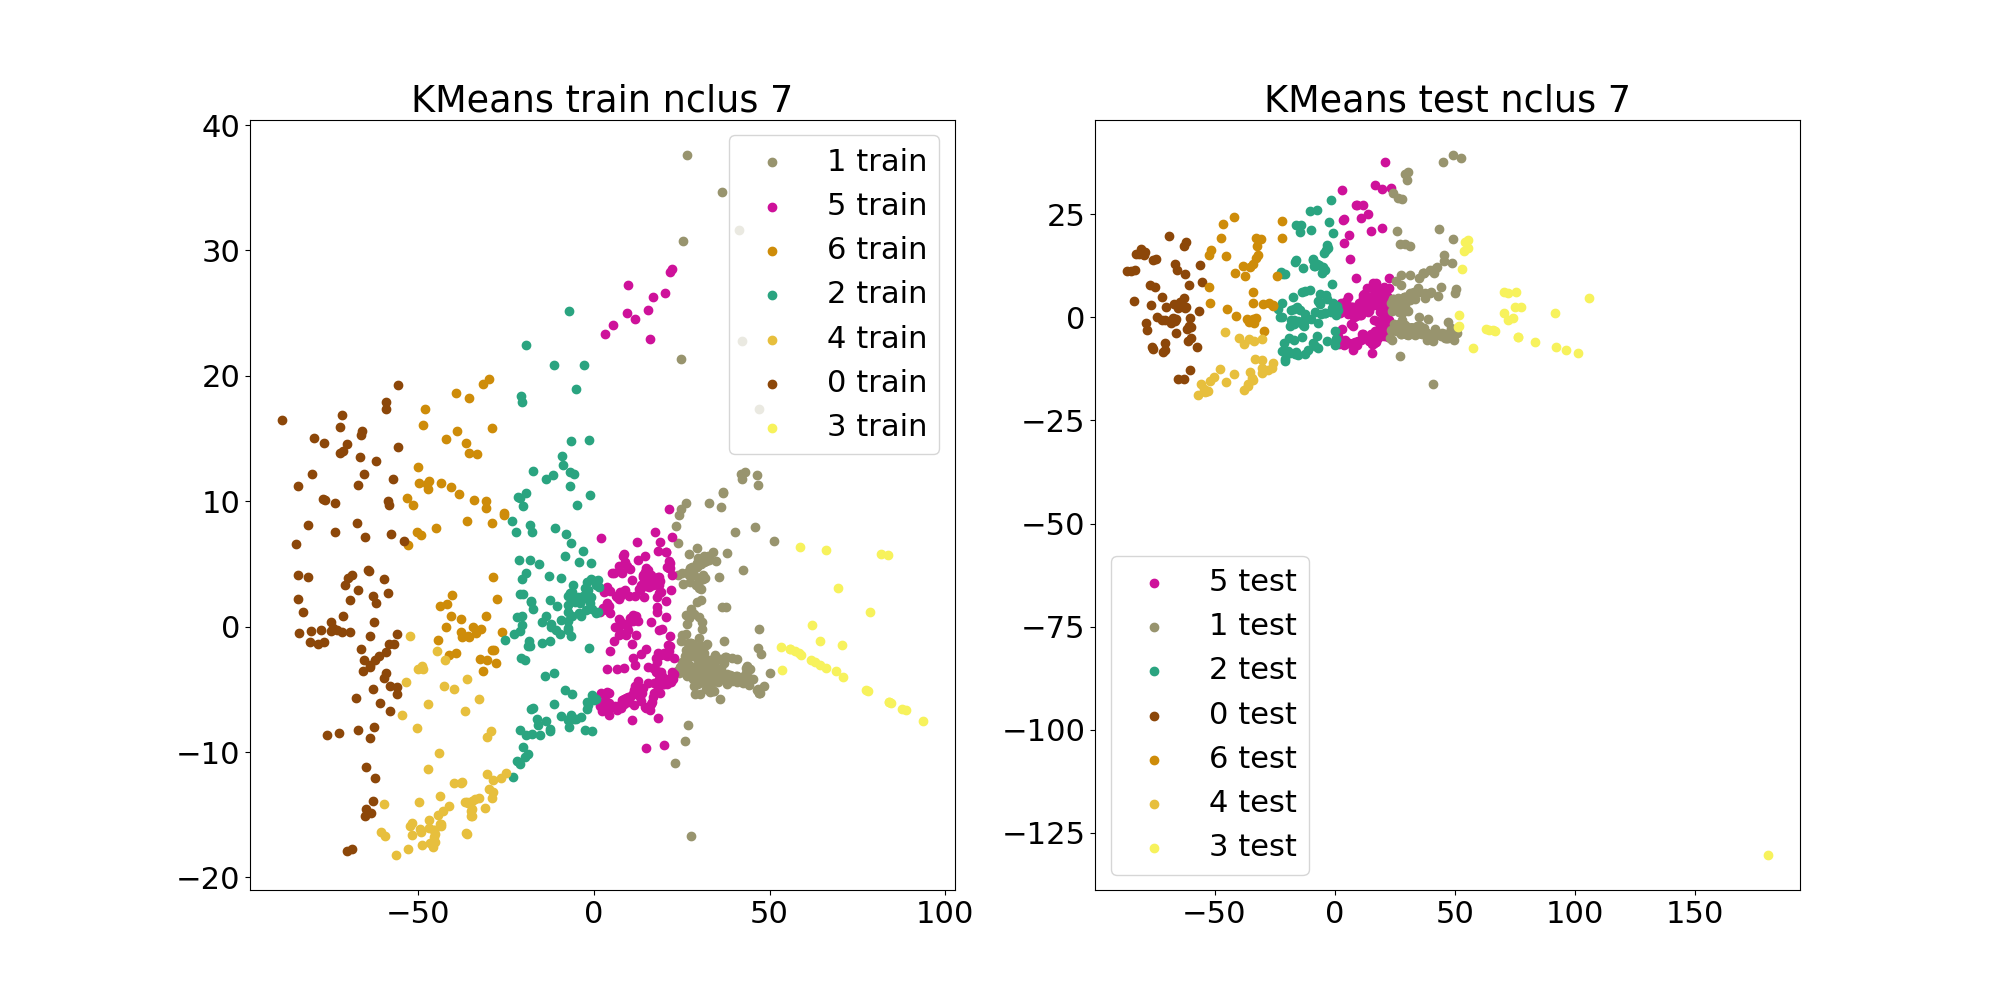 KMeans train nclus 7
40
30
20
10
0
−10
−20
−50
0
50
100
1 train
5 train
6 train
2 train
4 train
0 train
3 train
KMeans test nclus 7
25
0
−25
−50
−75
−100
−125
−50
0
50
100
150
5 test
1 test
2 test
0 test
6 test
4 test
3 test